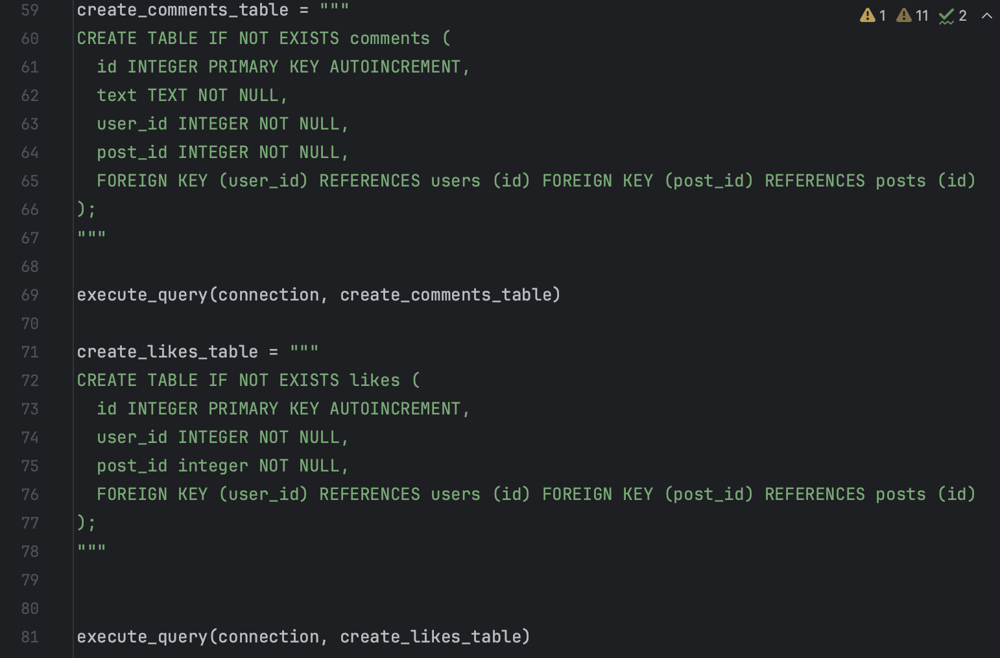 59 create_comments_table = """
1 11 2
60 CREATE TABLE IF NOT EXISTS comments (
61   id INTEGER PRIMARY KEY AUTOINCREMENT,
62   text TEXT NOT NULL,
63   user_id INTEGER NOT NULL,
64   post_id INTEGER NOT NULL,
65   FOREIGN KEY (user_id) REFERENCES users (id) FOREIGN KEY (post_id) REFERENCES posts (id)
66 );
67 """
68
69 execute_query(connection, create_comments_table)
70
71 create_likes_table = """
72 CREATE TABLE IF NOT EXISTS likes (
73   id INTEGER PRIMARY KEY AUTOINCREMENT,
74   user_id INTEGER NOT NULL,
75   post_id integer NOT NULL,
76   FOREIGN KEY (user_id) REFERENCES users (id) FOREIGN KEY (post_id) REFERENCES posts (id)
77 );
78 """
79
80
81 execute_query(connection, create_likes_table)